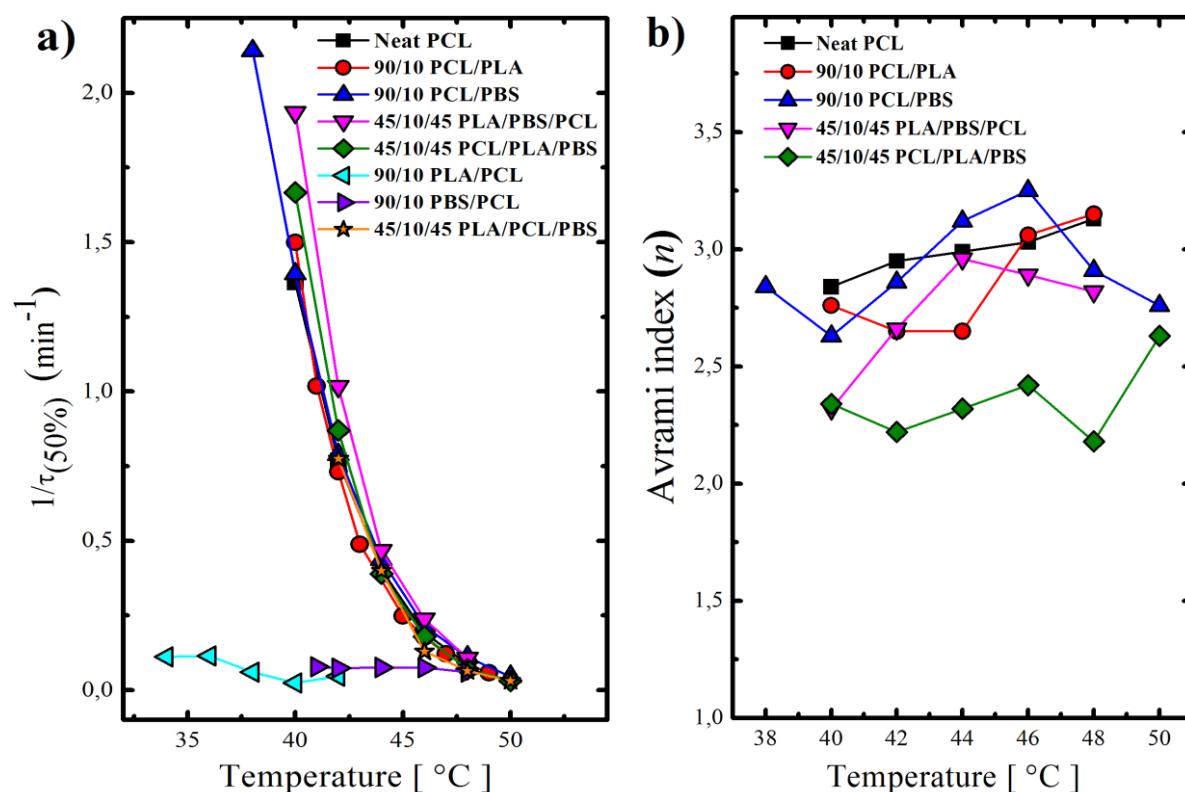 a)
Neat PCL
90/10 PCL/PLA
90/10 PCL/PBS
45/10/45 PLA/PBS/PCL
45/10/45 PCL/PLA/PBS
90/10 PLA/PCL
90/10 PBS/PCL
45/10/45 PLA/PCL/PBS
1/τ(50%) (min⁻¹)
2,0
1,5
1,0
0,5
0,0
35 40 45 50
Temperature [ °C ]
b)
Neat PCL
90/10 PCL/PLA
90/10 PCL/PBS
45/10/45 PLA/PBS/PCL
45/10/45 PCL/PLA/PBS
Avrami index (n)
3,5
3,0
2,5
2,0
1,5
1,0
38 40 42 44 46 48 50
Temperature [ °C ]